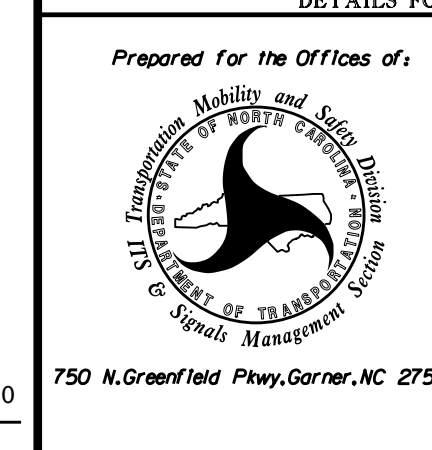 DETAILS FO
Prepared for the Offices of:
Transportation Mobility and Safety Division
STATE OF NORTH CAROLINA
DEPARTMENT OF TRANSPORTATION
ITS & Signals Management Section
750 N.Greenfield Pkwy,Garner,NC 275
0